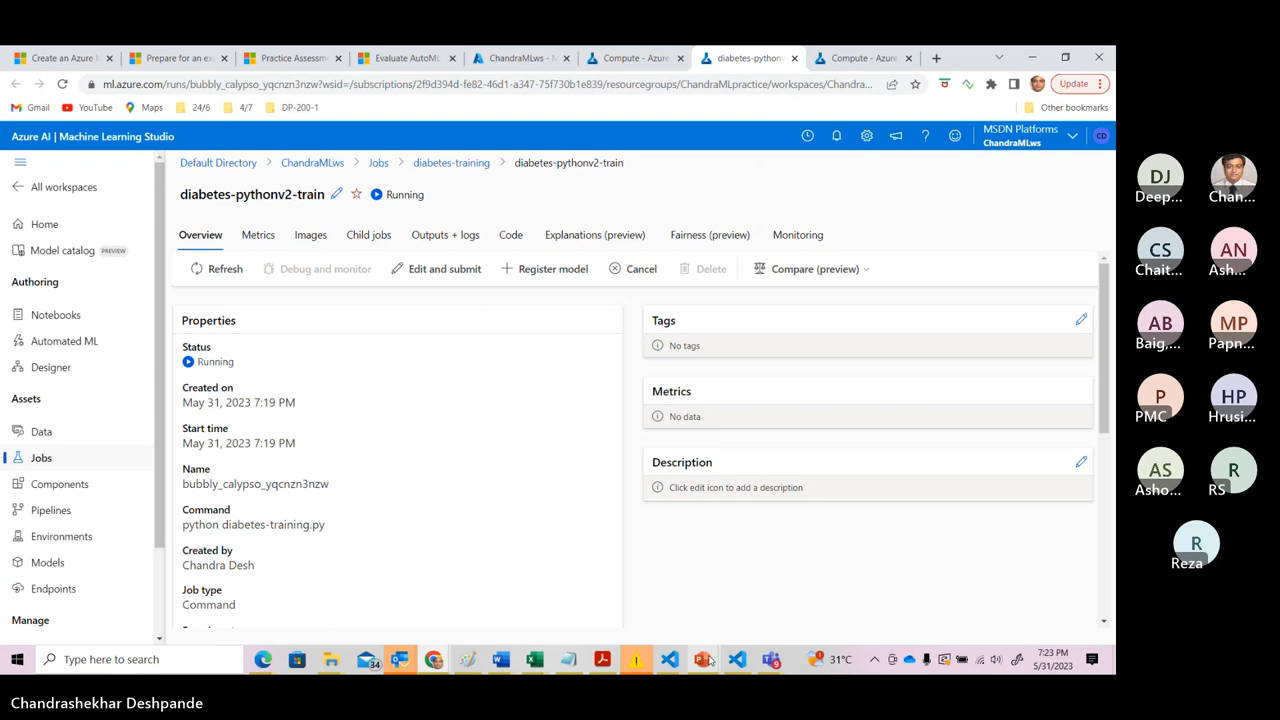 Create an Azure M
Prepare for an exa
Practice Assessme
Evaluate AutoML
ChandraMLws - M
Compute - Azure
diabetes-python
Compute - Azure
ml.azure.com/runs/bubbly_calypso_yqcnzn3nzw?wsid=/subscriptions/2f9d394d-fe82-46d1-a347-75f730b31e839/resourcegroups/ChandraMLpractice/workspaces/Chandra...
Update
Gmail
YouTube
Maps
24/6
4/7
DP-200-1
Other bookmarks
Azure AI | Machine Learning Studio
MSDN Platforms
ChandraMLws
CD
All workspaces
Home
Model catalog PREVIEW
Authoring
Notebooks
Automated ML
Designer
Assets
Data
Jobs
Components
Pipelines
Environments
Models
Endpoints
Manage
Default Directory > ChandraMLws > Jobs > diabetes-training > diabetes-pythonv2-train
diabetes-pythonv2-train
Running
Overview
Metrics
Images
Child jobs
Outputs + logs
Code
Explanations (preview)
Fairness (preview)
Monitoring
Refresh
Debug and monitor
Edit and submit
Register model
Cancel
Delete
Compare (preview)
Properties
Status
Running
Created on
May 31, 2023 7:19 PM
Start time
May 31, 2023 7:19 PM
Name
bubbly_calypso_yqcnzn3nzw
Command
python diabetes-training.py
Created by
Chandra Desh
Job type
Command
Tags
No tags
Metrics
No data
Description
Click edit icon to add a description
DJ
Deep...
Chan...
CS
Chait...
AN
Ash...
AB
Baig,...
MP
Papn...
P
PMC
HP
Hrusi...
AS
Asho...
R
RS
R
Reza
Type here to search
34
9
31°C
7:23 PM
5/31/2023
Chandrashekhar Deshpande